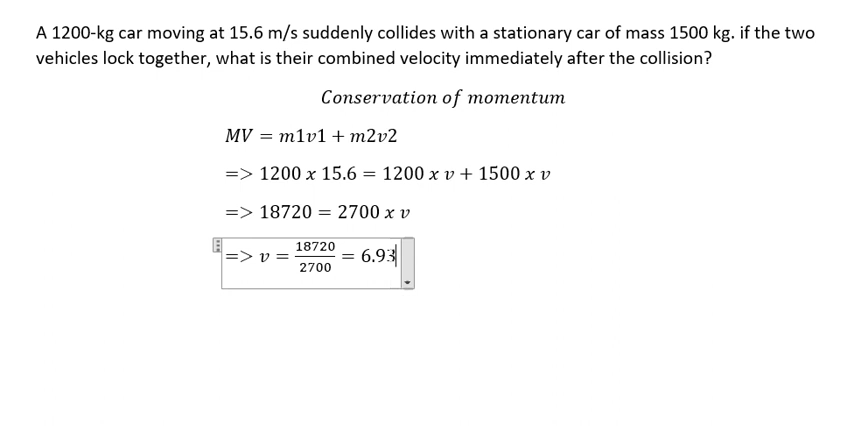 A 1200-kg car moving at 15.6 m/s suddenly collides with a stationary car of mass 1500 kg. if the two
vehicles lock together, what is their combined velocity immediately after the collision?
Conservation of momentum
MV = m1v1 + m2v2
=> 1200 x 15.6 = 1200 x v + 1500 x v
=> 18720 = 2700 x v
=> v = 18720/2700 = 6.93